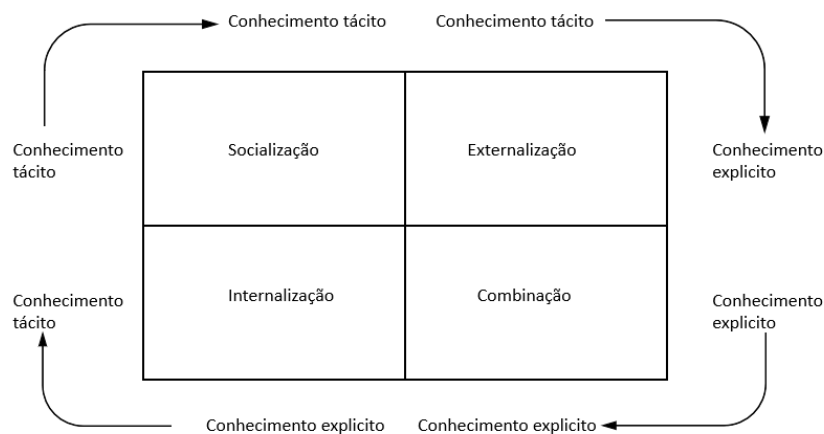 Conhecimento tácito
Conhecimento tácito
Conhecimento
tácito
Socialização
Externalização
Conhecimento
explicito
Conhecimento
tácito
Internalização
Combinação
Conhecimento
explicito
Conhecimento explicito
Conhecimento explicito